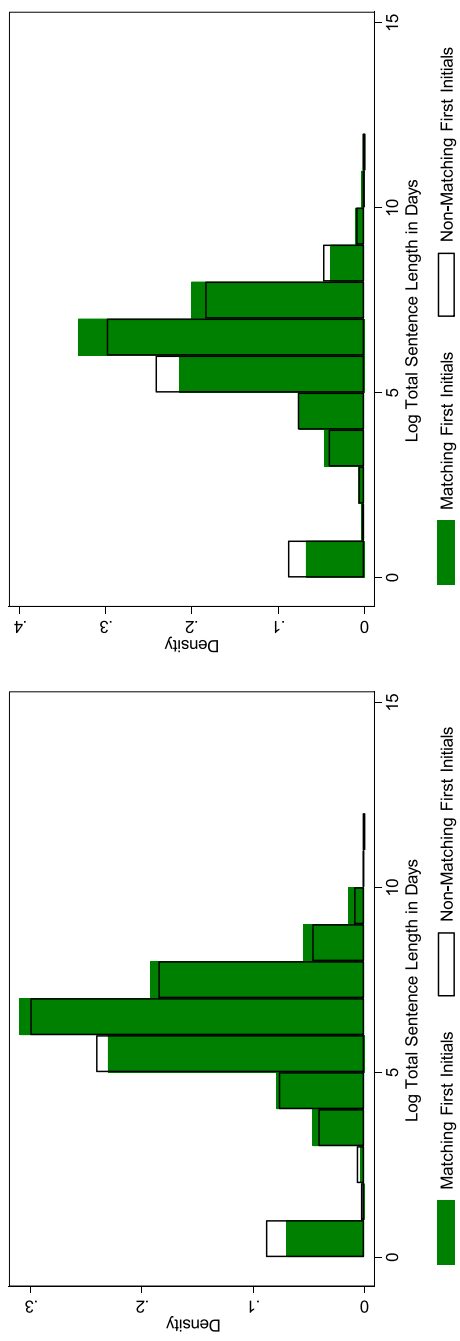 Density
.3
.2
.1
0
0 5 10 15
Log Total Sentence Length in Days
Matching First Initials Non-Matching First Initials
Density
.4
.3
.2
.1
0
0 5 10 15
Log Total Sentence Length in Days
Matching First Initials Non-Matching First Initials